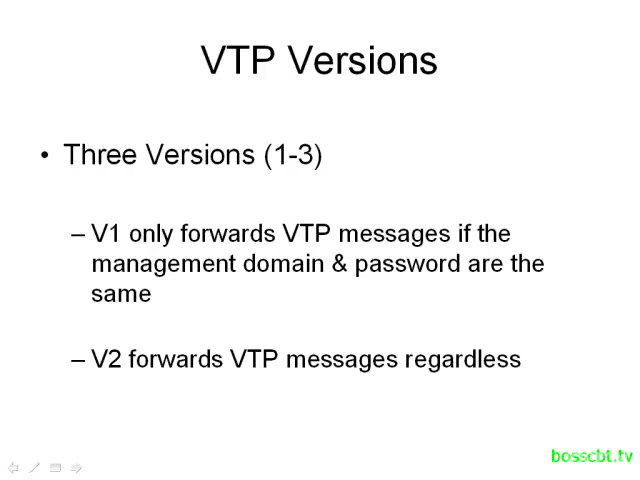 VTP Versions
• Three Versions (1-3)
– V1 only forwards VTP messages if the
management domain & password are the
same
– V2 forwards VTP messages regardless
bosscbt.tv